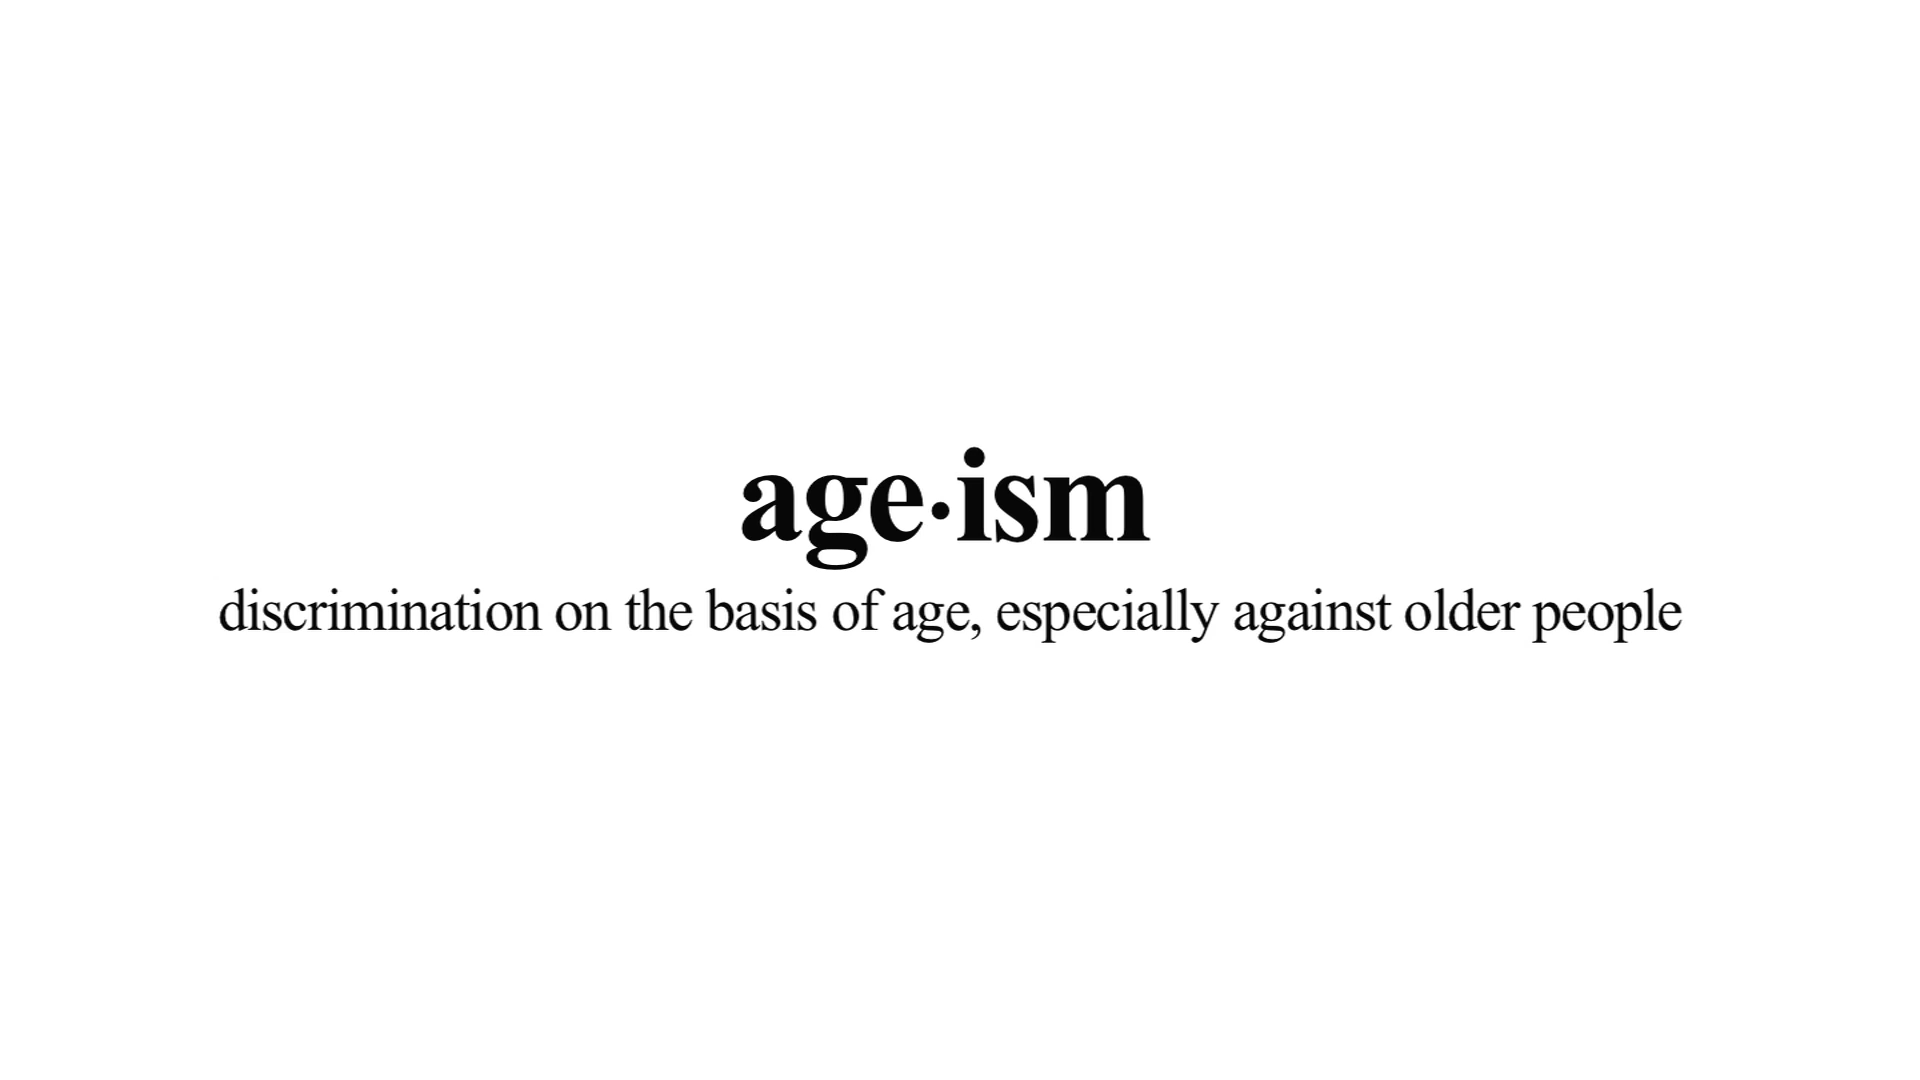 age·ism
discrimination on the basis of age, especially against older people